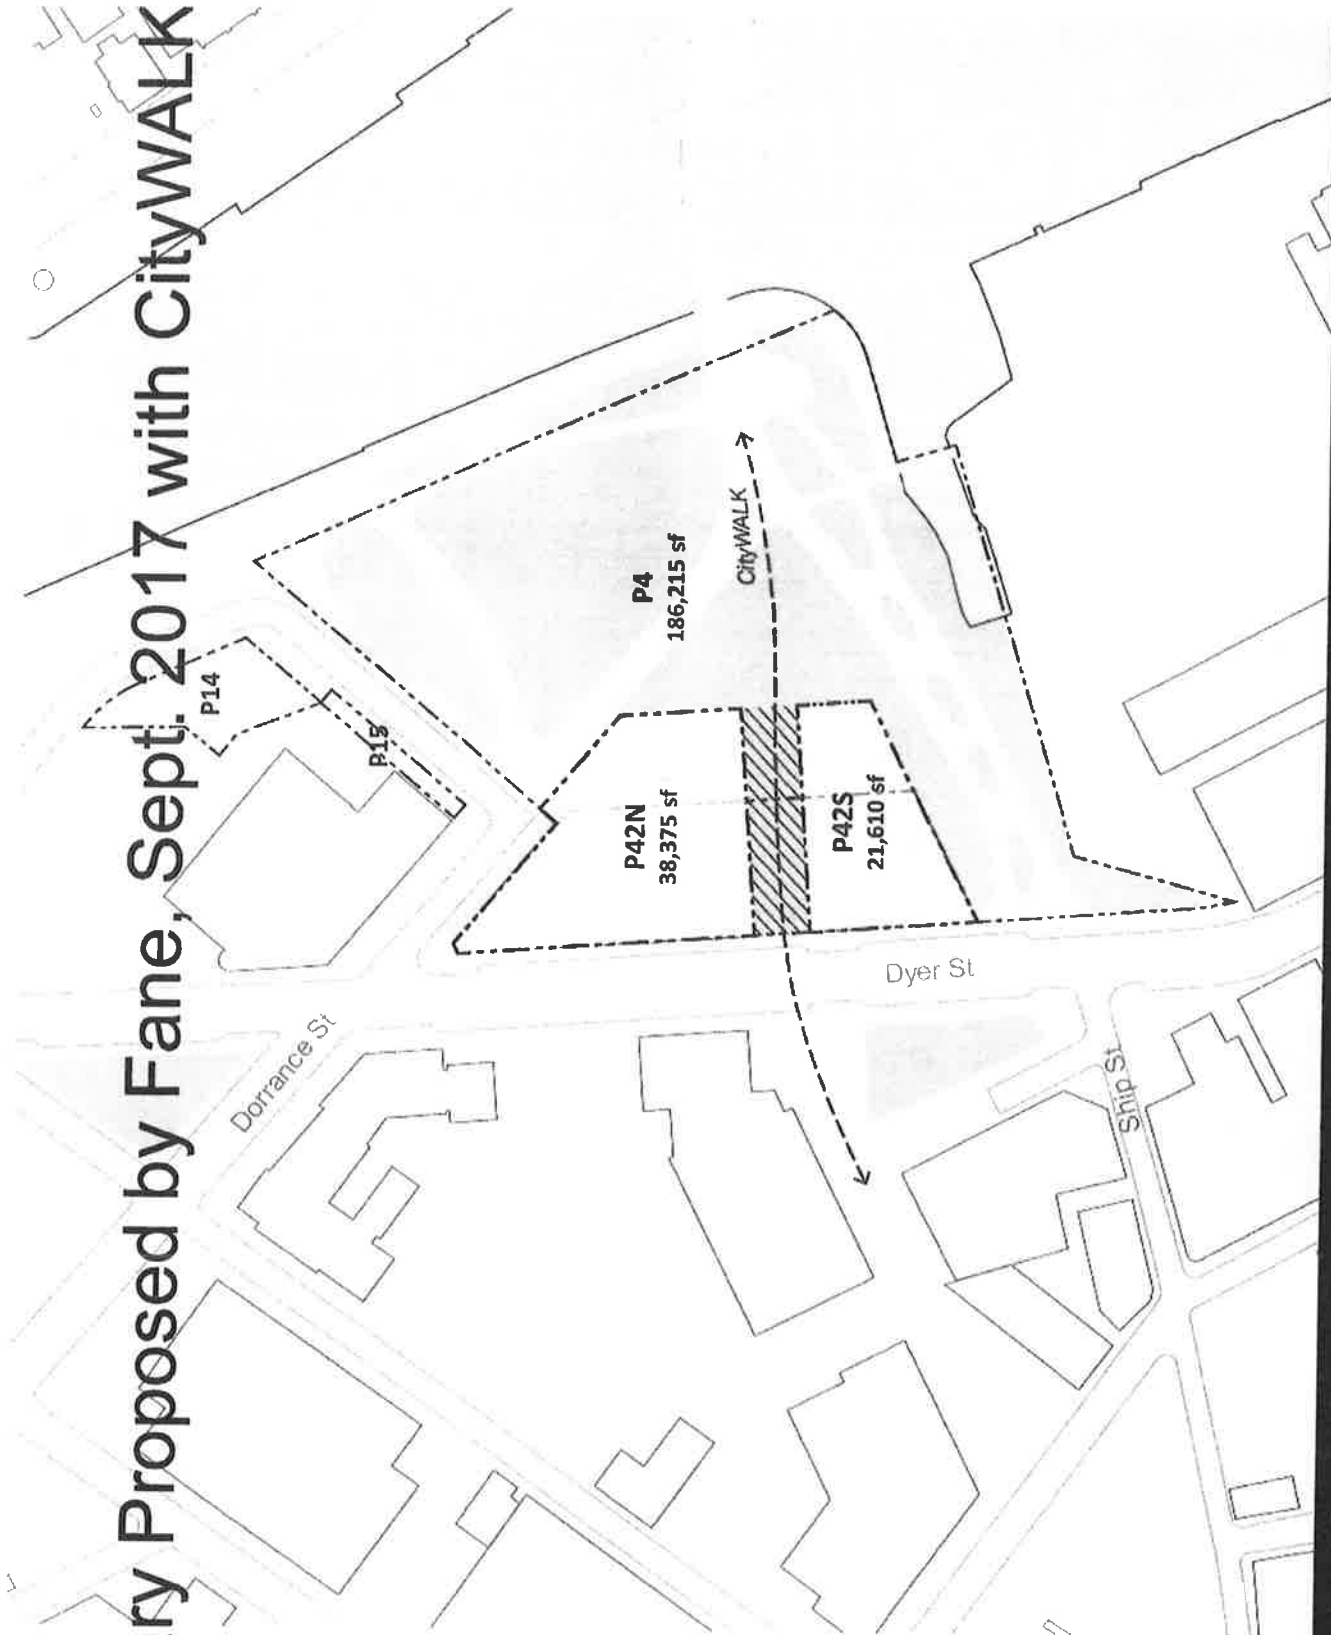 ry Proposed by Fane, Sept. 2017 with CityWALK
P14
P15
P4
186,215 sf
CityWALK
P42N
38,375 sf
P42S
21,610 sf
Dyer St
Dorrance St
Ship St